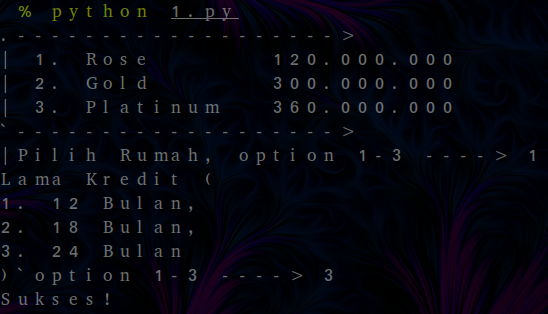 % python 1.py
.------------------->
| 1. Rose 120.000.000
| 2. Gold 300.000.000
| 3. Platinum 360.000.000
`------------------->
|Pilih Rumah, option 1-3 ----> 1
Lama Kredit (
1. 12 Bulan,
2. 18 Bulan,
3. 24 Bulan
)`option 1-3 ----> 3
Sukses!